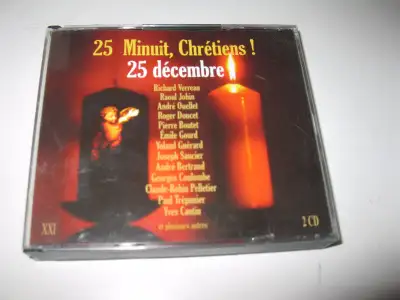 25 Minuit, Chrétiens !
25 décembre
Richard Verreau
Raoul Jobin
André Ouellet
Roger Doucet
Pierre Boutet
Émile Gourd
Yoland Guérard
Joseph Saucier
André Bertrand
Georges Coulombe
Claude-Robin Pelletier
Paul Trépanier
Yves Cantin
et plusieurs autres
XXI
2 CD